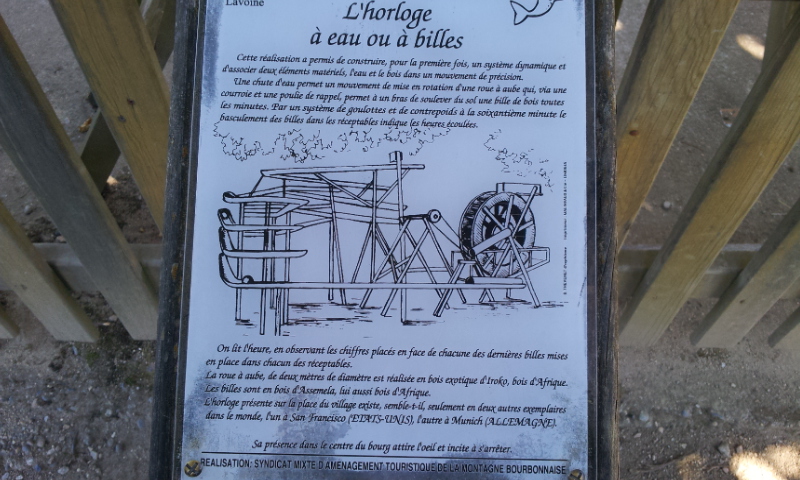 Lavoine
L'horloge
à eau ou à billes
Cette réalisation a permis de construire, pour la première fois, un système dynamique et
d'associer deux éléments matériels, l'eau et le bois dans un mouvement de précision.
Une chute d'eau permet un mouvement de mise en rotation d'une roue à aube qui, via une
courroie et une poulie de rappel, permet à un bras de soulever du sol une bille de bois toutes
les minutes. Par un système de goulottes et de contrepoids à la soixantième minute le
basculement des billes dans les réceptables indique les heures écoulées.
On lit l'heure, en observant les chiffres placés en face de chacune des dernières billes mises
en place dans chacun des réceptables.
La roue à aube, de deux mètres de diamètre est réalisée en bois exotique d'Iroko, bois d'Afrique.
Les billes sont en bois d'Assemela, lui aussi bois d'Afrique.
L'horloge présente sur la place du village existe, semble-t-il, seulement en deux autres exemplaires
dans le monde, l'un à San Francisco (ETATS-UNIS), l'autre à Munich (ALLEMAGNE).
Sa présence dans le centre du bourg attire l'oeil et incite à s'arrêter.
REALISATION: SYNDICAT MIXTE D'AMENAGEMENT TOURISTIQUE DE LA MONTAGNE BOURBONNAISE